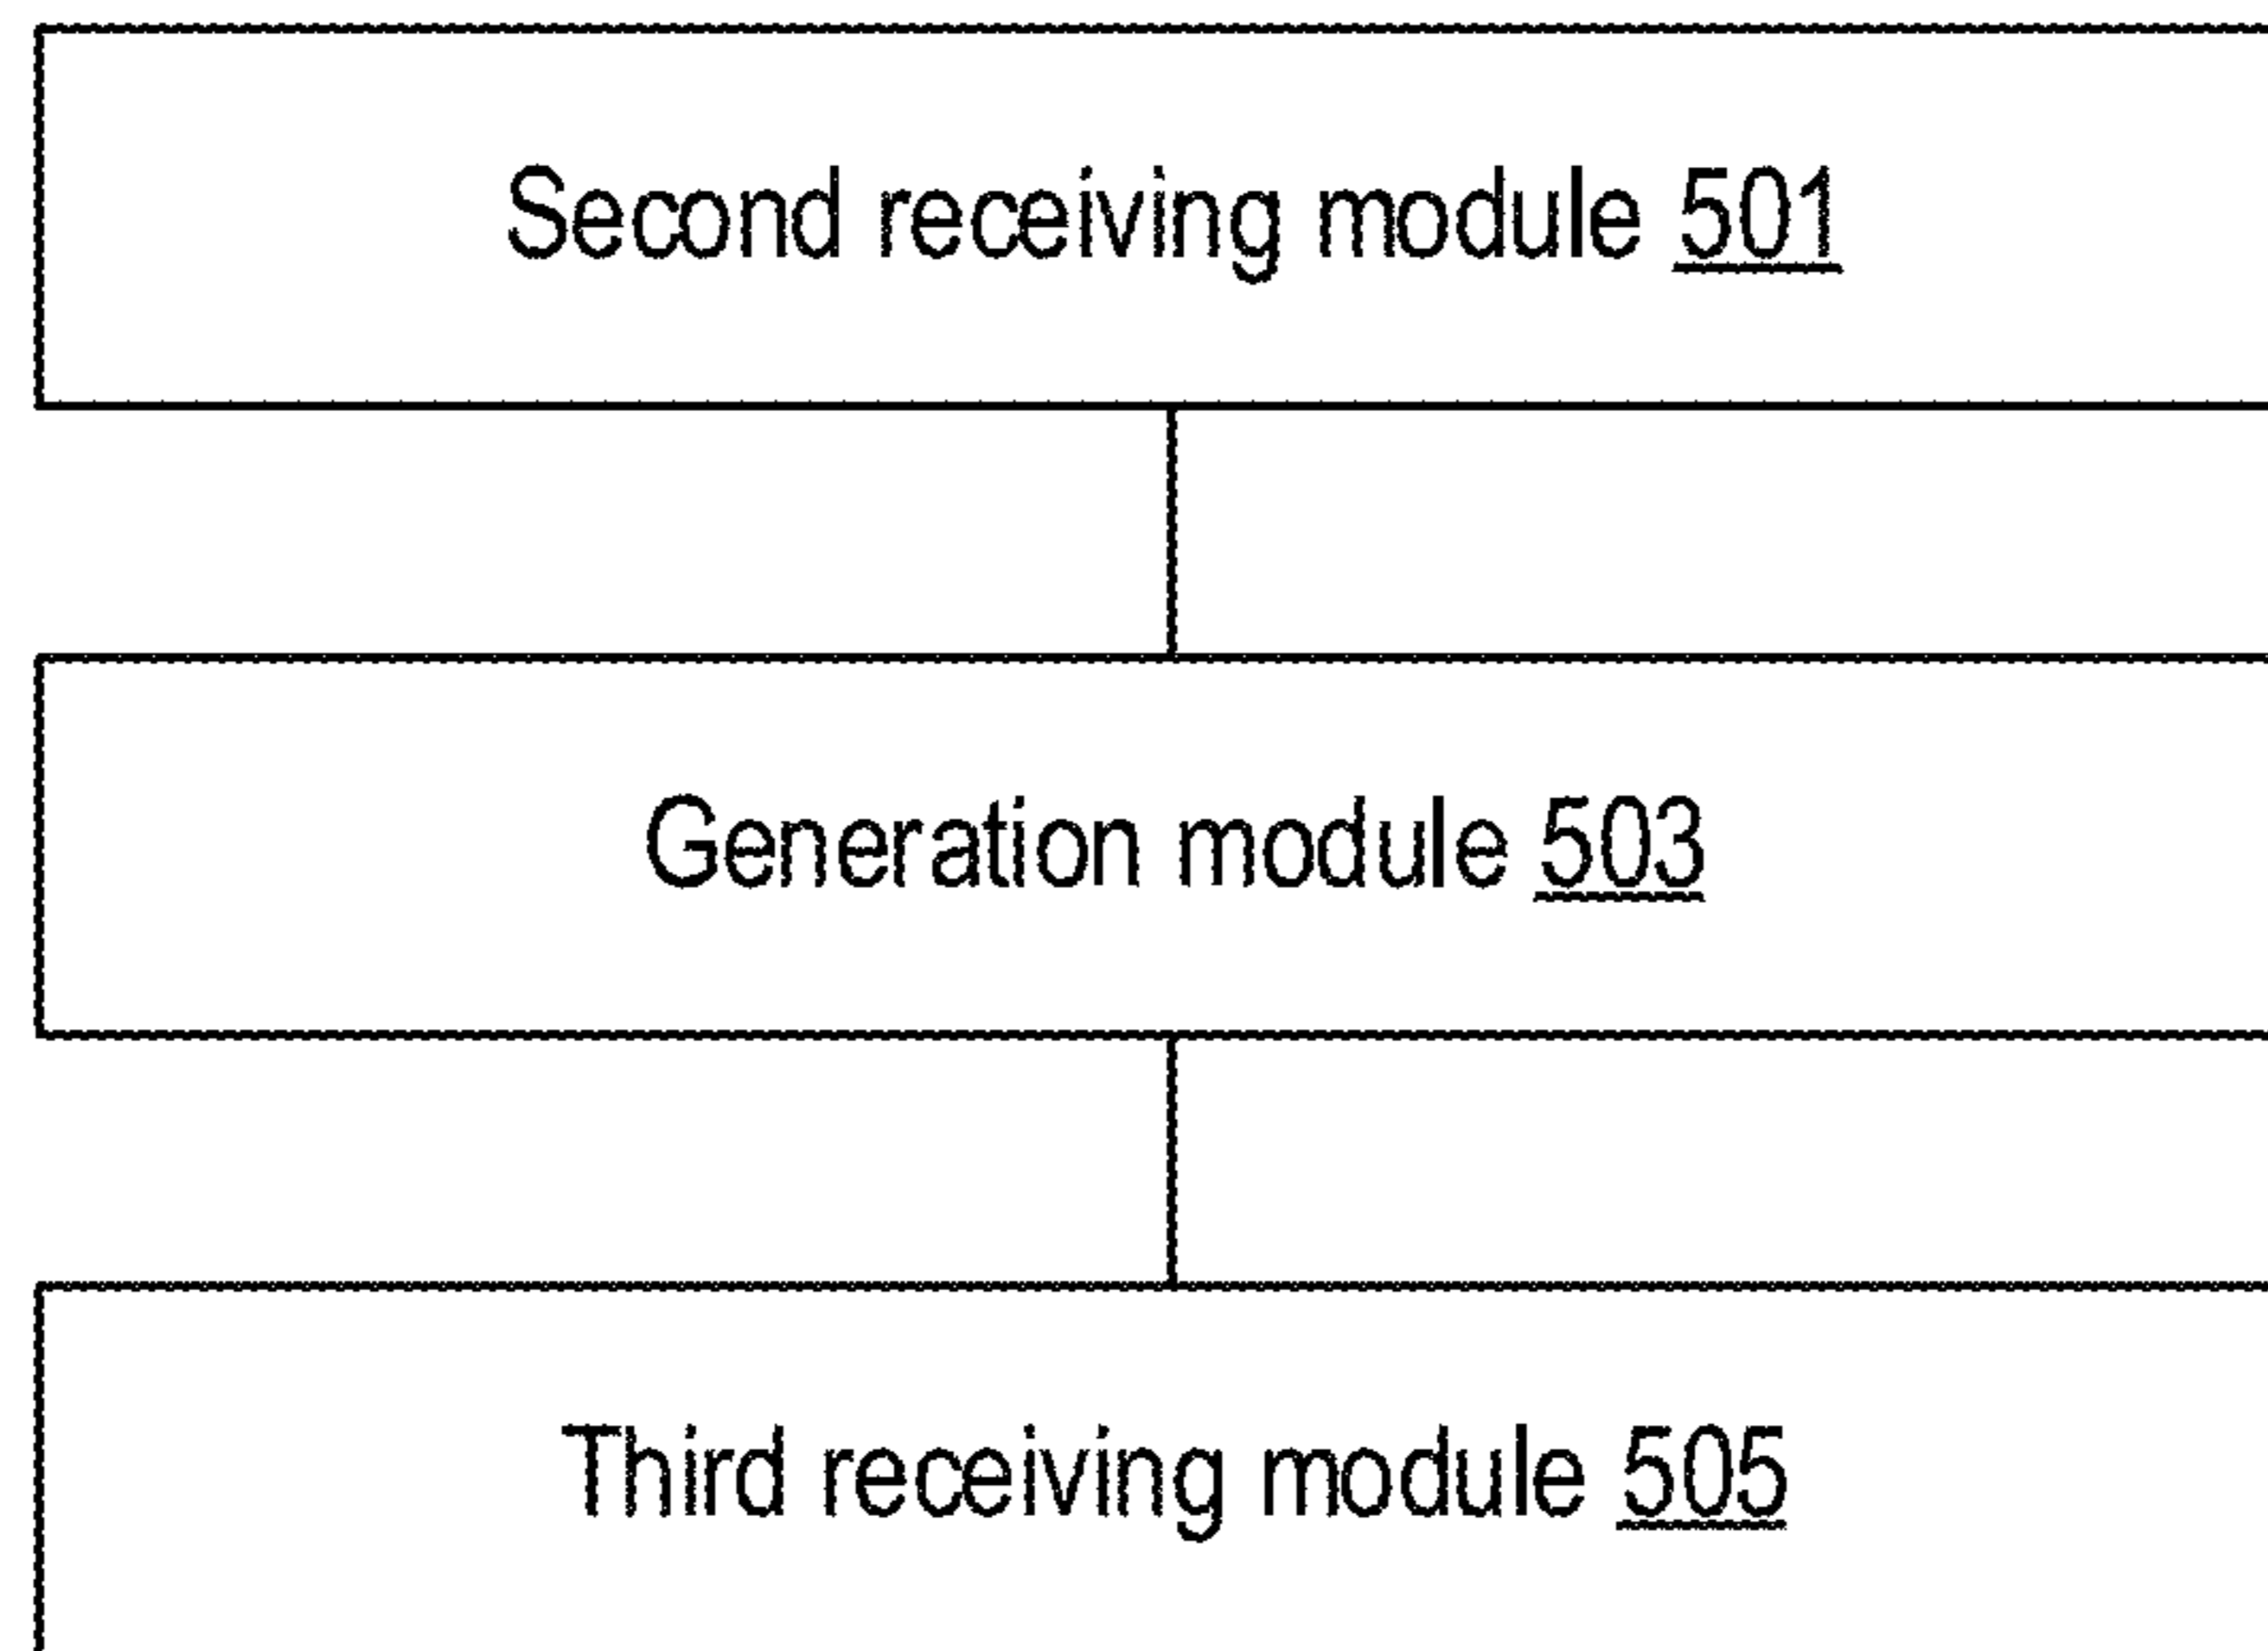 Second receiving module 501
Generation module 503
Third receiving module 505